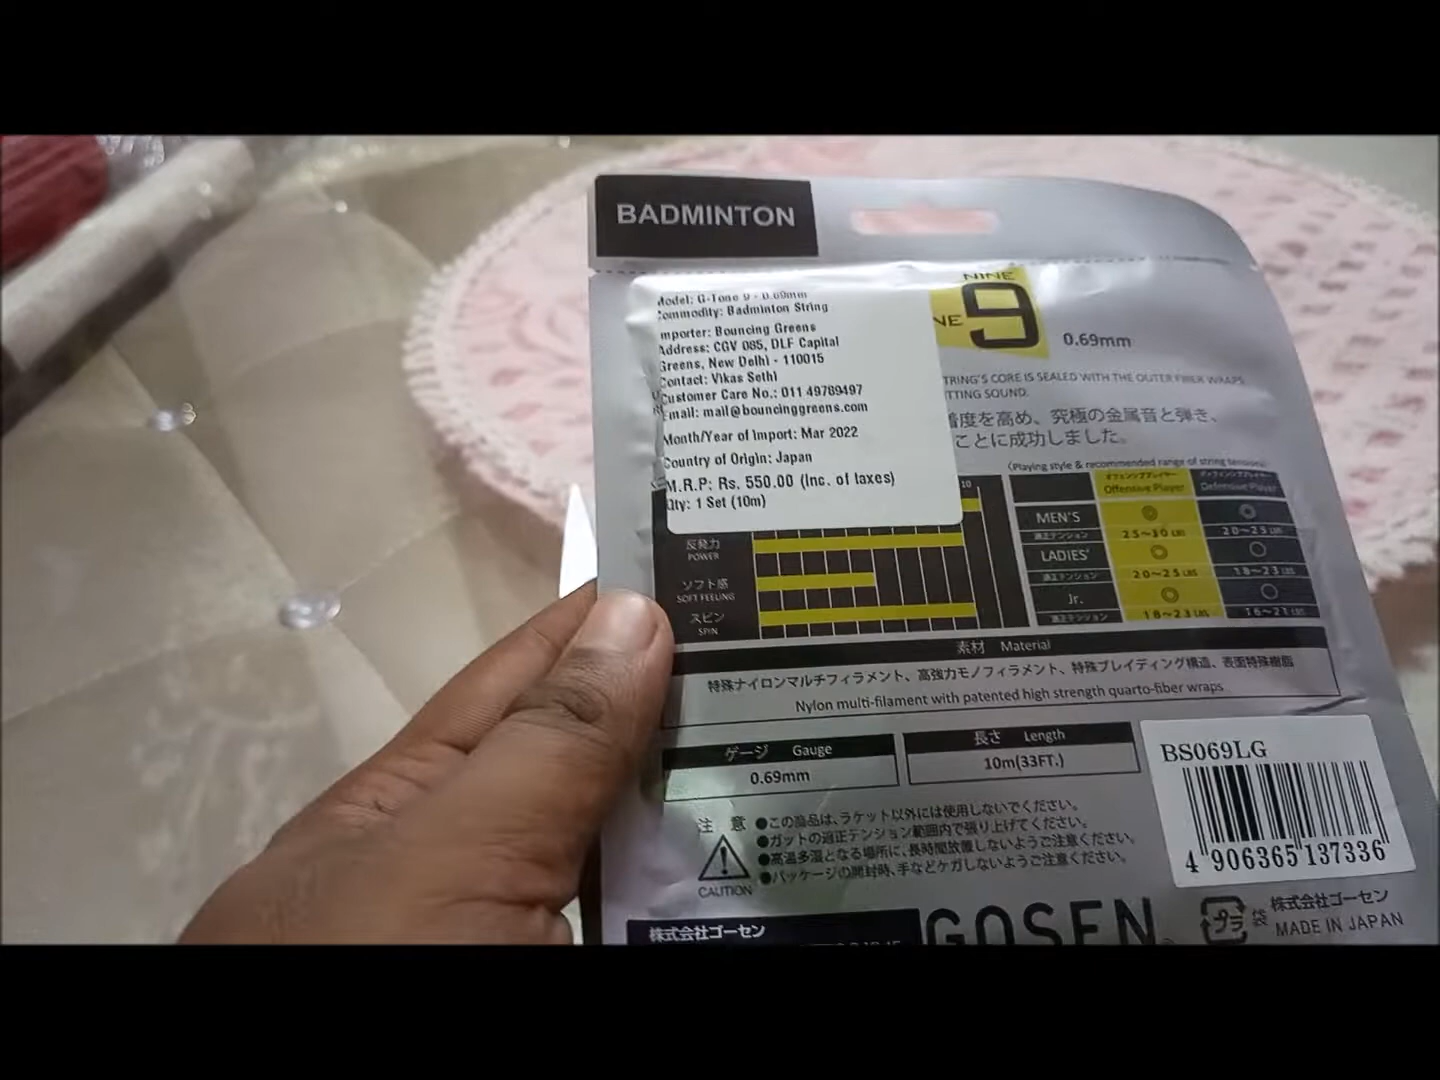 BADMINTON
Model: G-Tone 9 - 0.69mm
Commodity: Badminton String
Importer: Bouncing Greens
Address: CGV 085, DLF Capital
Greens, New Delhi - 110015
Contact: Vikas Sethi
Customer Care No.: 011 49789497
Email: mail@bouncinggreens.com
Month/Year of Import: Mar 2022
Country of Origin: Japan
M.R.P: Rs. 550.00 (Inc. of taxes)
Qty: 1 Set (10m)
NINE
NE 9
0.69mm
TRING'S CORE IS SEALED WITH THE OUTER FIBER WRAPS
TTING SOUND.
着度を高め、究極の金属音と弾き、
ことに成功しました。
(Playing style & recommended range of string tension)
10
オフェンシブプレイヤー ディフェンシブプレイヤー
Offensive Player Defensive Player
MEN'S ◎ ◎
適正テンション 25~30 LBS 20~25 LBS
LADIES' ◎ ○
適正テンション 20~25 LBS 18~23 LBS
Jr. ◎ ○
適正テンション 18~23 LBS 16~21 LBS
反発力
POWER
ソフト感
SOFT FEELING
スピン
SPIN
素材 Material
特殊ナイロンマルチフィラメント、高強力モノフィラメント、特殊ブレイディング構造、表面特殊樹脂
Nylon multi-filament with patented high strength quarto-fiber wraps
ゲージ Gauge
0.69mm
長さ Length
10m(33FT.)
BS069LG
4 906365 137336
注意
CAUTION
●この商品は、ラケット以外には使用しないでください。
●ガットの適正テンション範囲内で張り上げてください。
●高温多湿となる場所に、長時間放置しないようご注意ください。
●パッケージの開封時、手などケガしないようご注意ください。
株式会社ゴーセン
GOSEN
プラ 袋
株式会社ゴーセン
MADE IN JAPAN